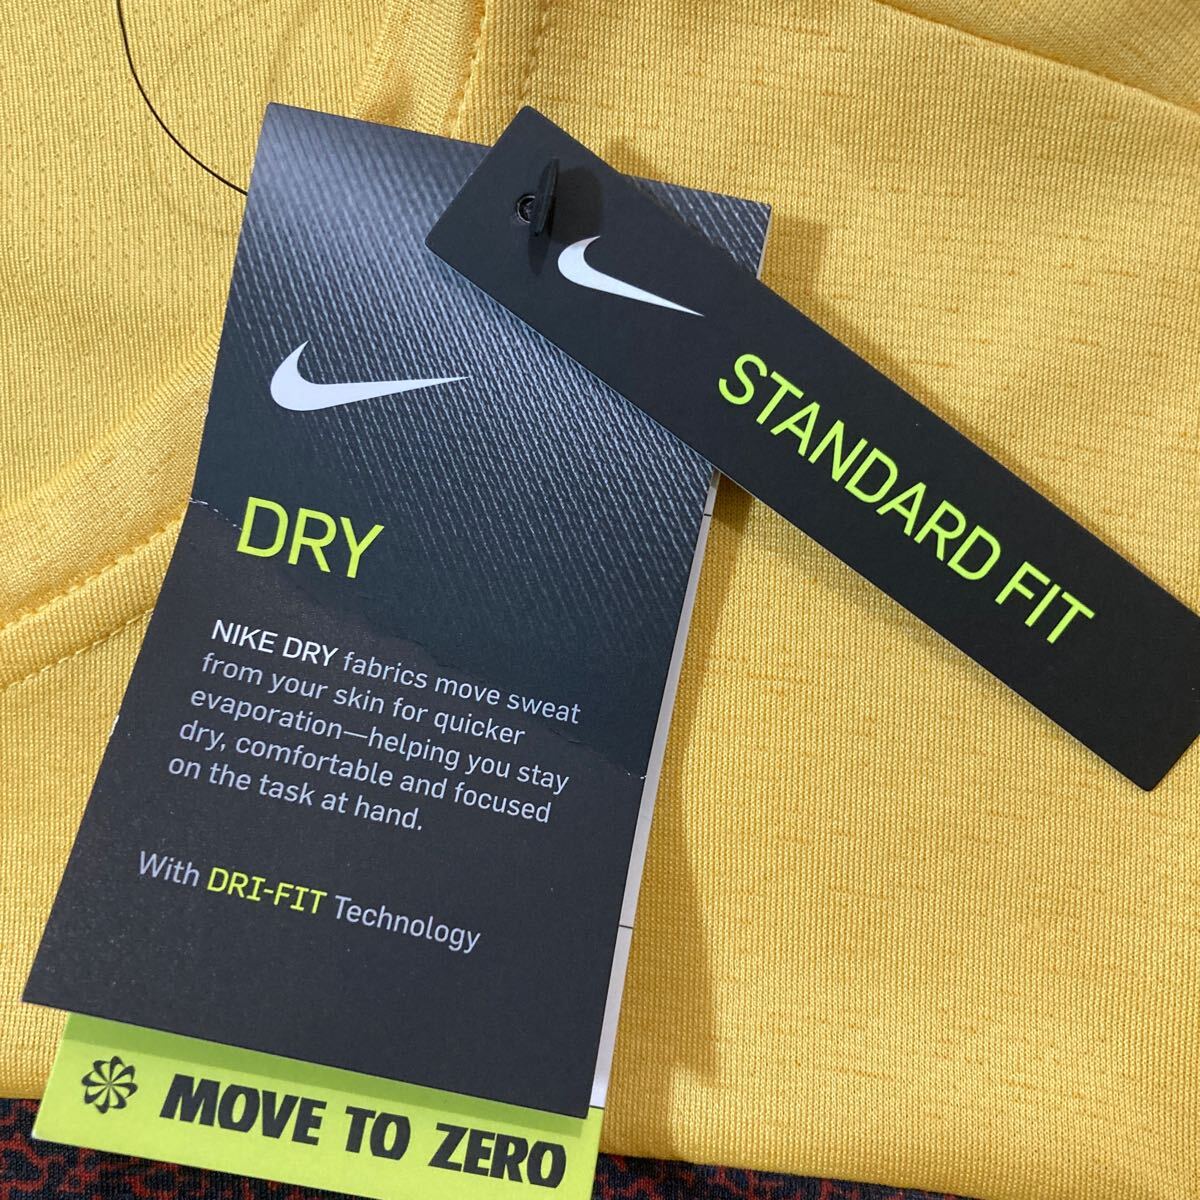 STANDARD FIT
DRY
NIKE DRY fabrics move sweat
from your skin for quicker
evaporation—helping you stay
dry, comfortable and focused
on the task at hand.
With DRI-FIT Technology
MOVE TO ZERO